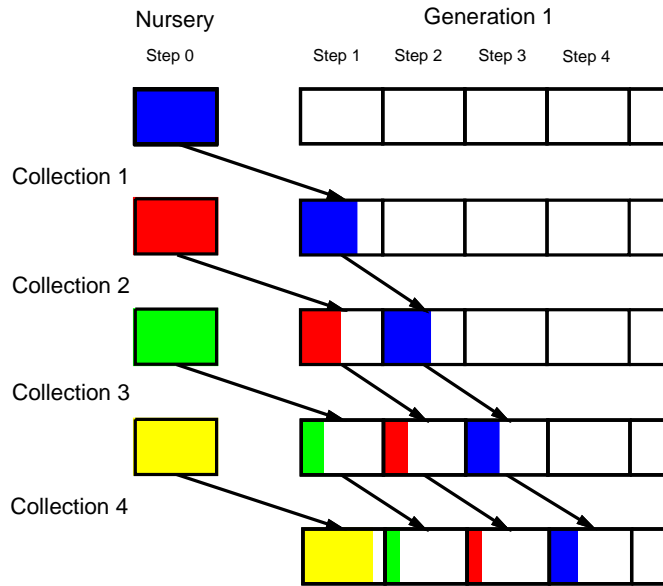 Nursery Generation 1
Step 0 Step 1 Step 2 Step 3 Step 4
Collection 1
Collection 2
Collection 3
Collection 4